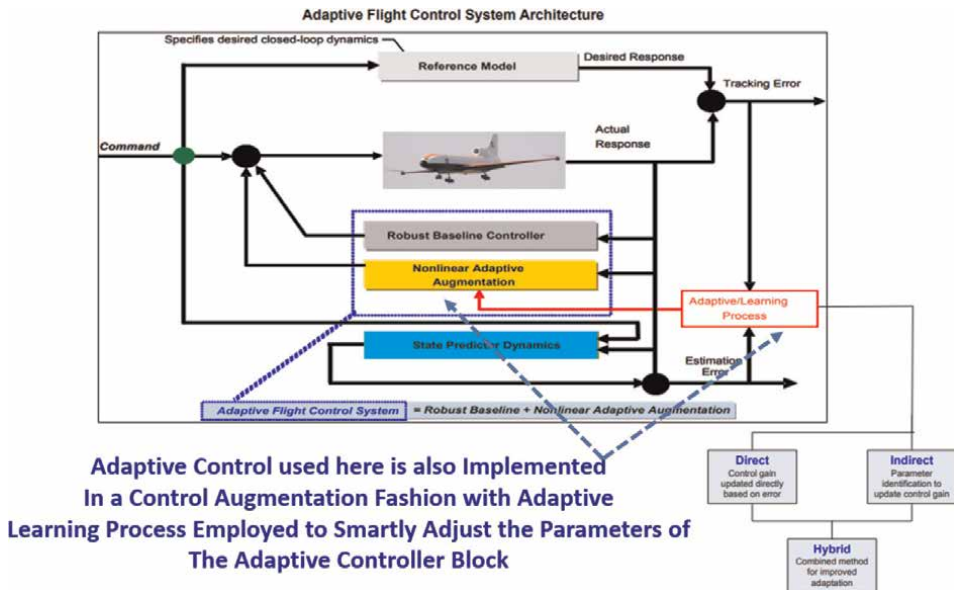 Adaptive Flight Control System Architecture
Specifies desired closed-loop dynamics
Reference Model
Desired Response
Tracking Error
Command
Actual
Response
Robust Baseline Controller
Nonlinear Adaptive
Augmentation
Adaptive/Learning
Process
State Predictor Dynamics
Estimation
Error
Adaptive Flight Control System = Robust Baseline + Nonlinear Adaptive Augmentation
Adaptive Control used here is also Implemented
In a Control Augmentation Fashion with Adaptive
Learning Process Employed to Smartly Adjust the Parameters of
The Adaptive Controller Block
Direct
Control gain
updated directly
based on error
Indirect
Parameter
identification to
update control gain
Hybrid
Combined method
for improved
adaptation